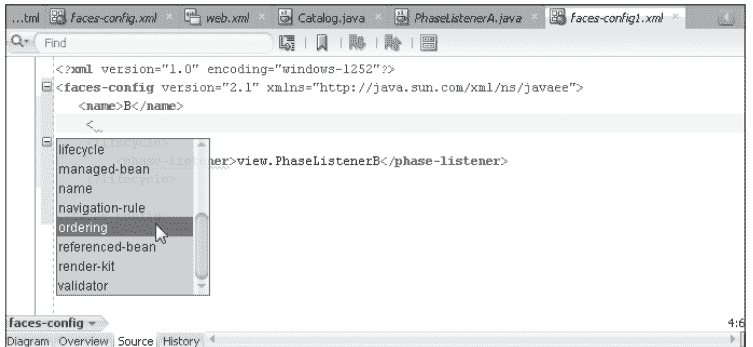 ...tml faces-config.xml web.xml Catalog.java PhaseListenerA.java faces-config1.xml
Find
<?xml version="1.0" encoding="windows-1252"?>
<faces-config version="2.1" xmlns="http://java.sun.com/xml/ns/javaee">
<name>B</name>
<
lifecycle
managed-bean
ner>view.PhaseListenerB</phase-listener>
name
navigation-rule
ordering
referenced-bean
render-kit
validator
faces-config
4:6
Diagram Overview Source History